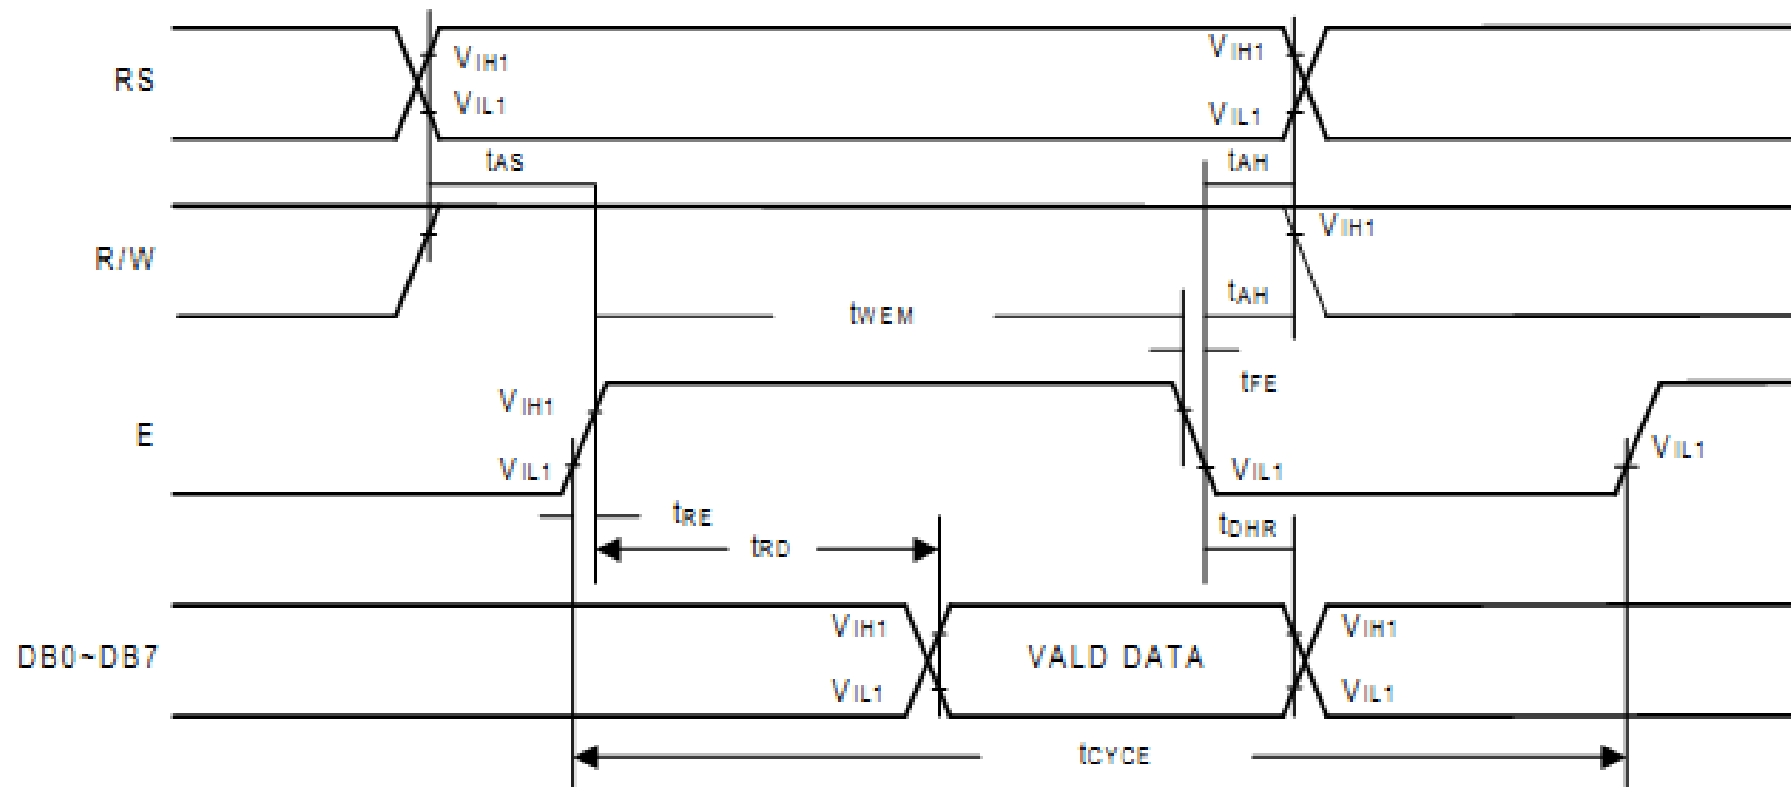 RS VIH1 VIH1
VIL1 VIL1
tAS tAH
R/W VIH1
tWEM tAH
tFE
E VIH1
VIL1 VIL1 VIL1
tRE tDHR
tRD
VIH1 VIH1
DB0~DB7 VALD DATA
VIL1 VIL1
tCYCE